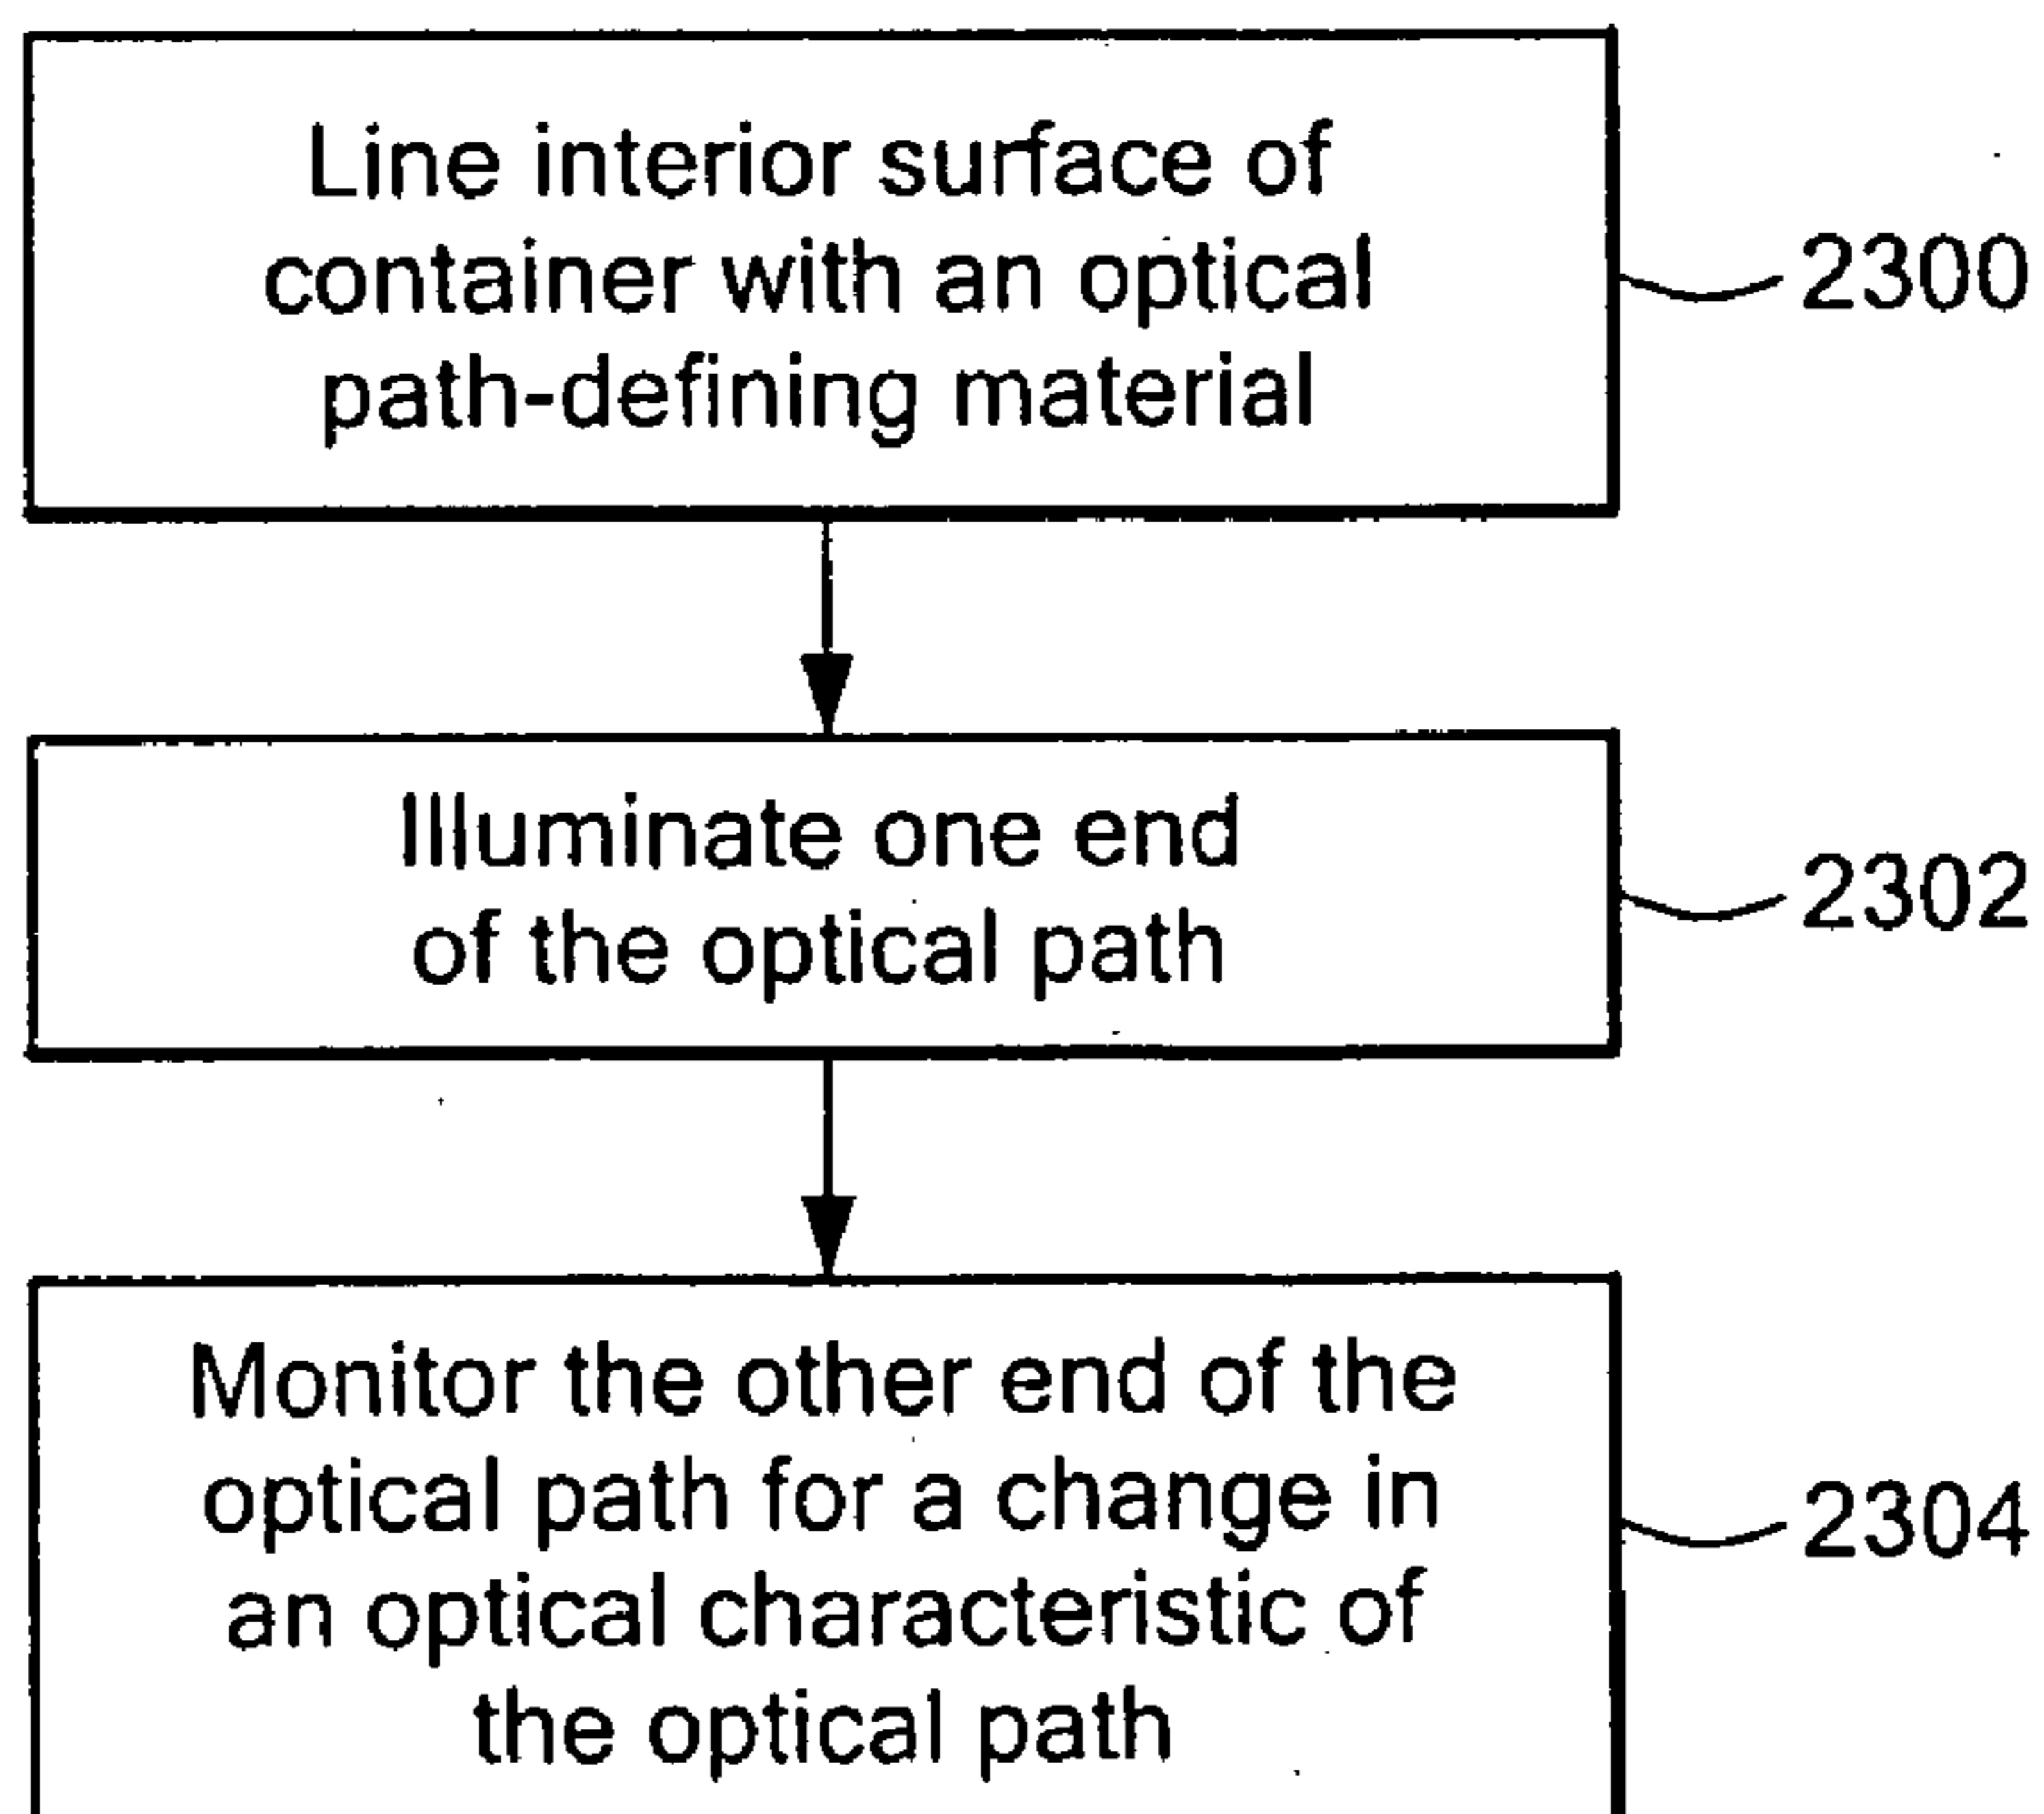 Line interior surface of
container with an optical
path-defining material
2300
Illuminate one end
of the optical path
2302
Monitor the other end of the
optical path for a change in
an optical characteristic of
the optical path
2304